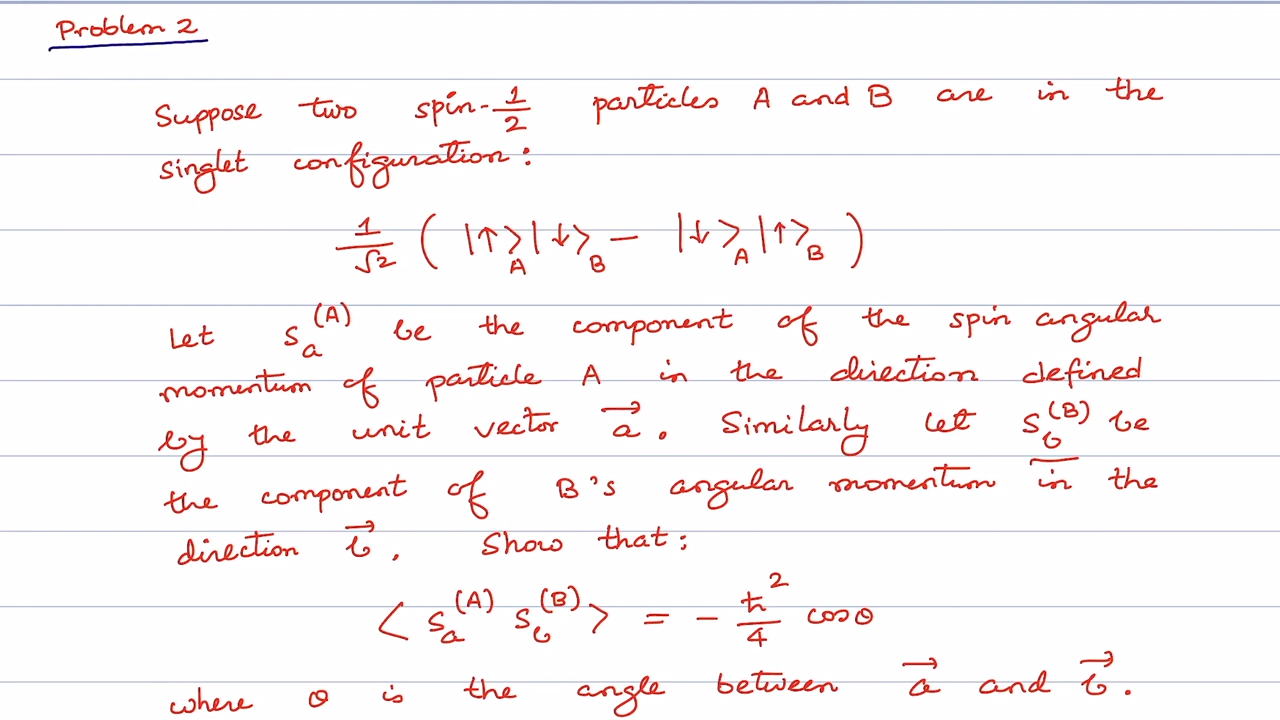 Problem 2
Suppose two spin-1/2 particles A and B are in the
singlet configuration:
1/√2 ( |↑>_A |↓>_B − |↓>_A |↑>_B )
Let s_a^(A) be the component of the spin angular
momentum of particle A in the direction defined
by the unit vector a⃗. Similarly let s_b^(B) be
the component of B's angular momentum in the
direction b⃗. Show that:
< s_a^(A) s_b^(B) > = − ħ²/4 cosθ
where θ is the angle between a⃗ and b⃗.